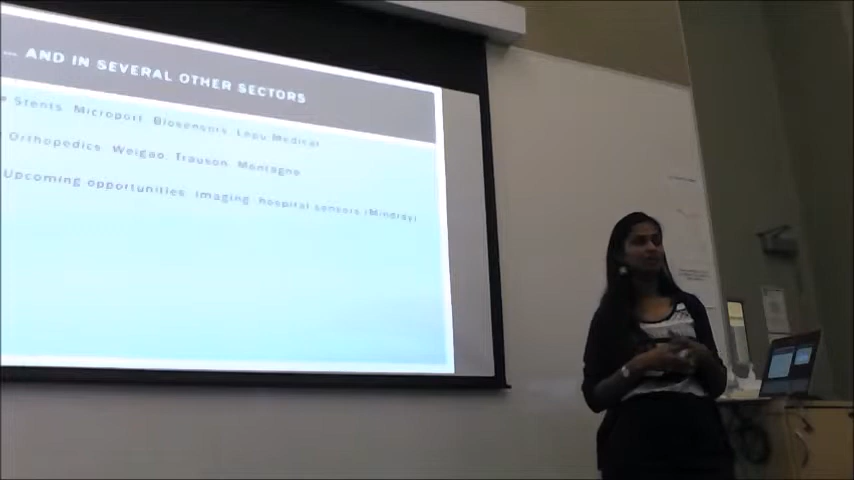 ... AND IN SEVERAL OTHER SECTORS
Stents Microport Biosensors Lepu Medical
Orthopedics Weigao Trauson Montagne
Upcoming opportunities imaging hospital sensors (Mindray)